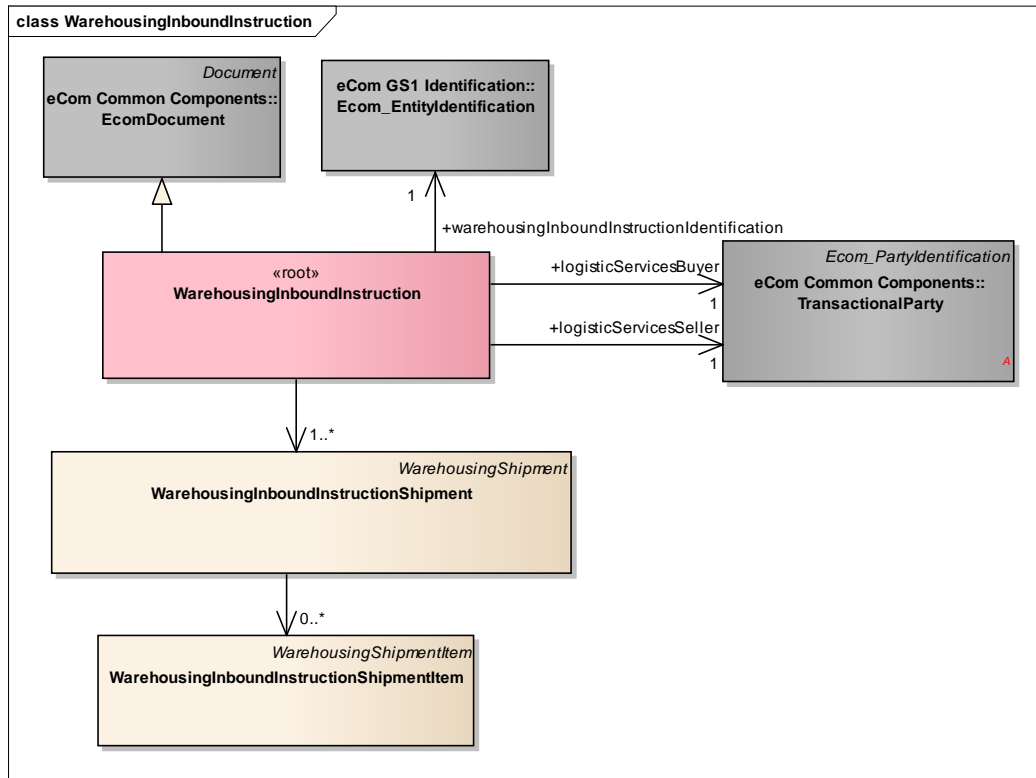 class WarehousingInboundInstruction
Document
eCom Common Components::
EcomDocument
eCom GS1 Identification::
Ecom_EntityIdentification
1
+warehousingInboundInstructionIdentification
«root»
WarehousingInboundInstruction
+logisticServicesBuyer
1
+logisticServicesSeller
1
Ecom_PartyIdentification
eCom Common Components::
TransactionalParty
A
1..*
WarehousingShipment
WarehousingInboundInstructionShipment
0..*
WarehousingShipmentItem
WarehousingInboundInstructionShipmentItem